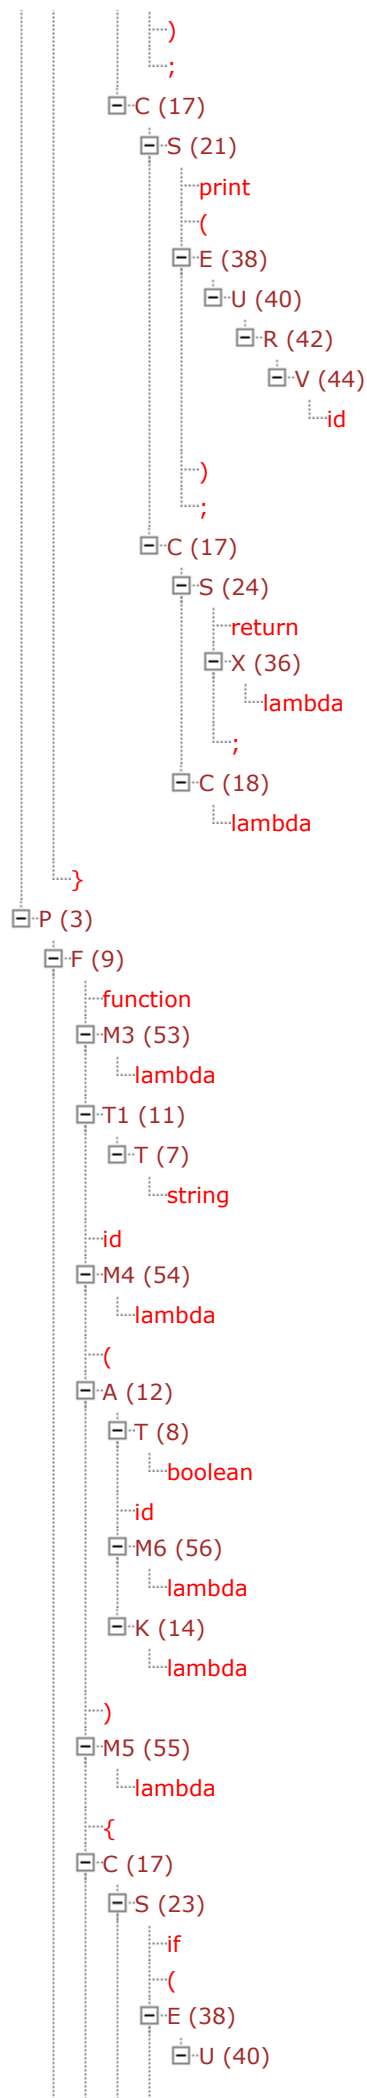 )
;
C (17)
S (21)
print
(
E (38)
U (40)
R (42)
V (44)
id
)
;
C (17)
S (24)
return
X (36)
lambda
;
C (18)
lambda
}
P (3)
F (9)
function
M3 (53)
lambda
T1 (11)
T (7)
string
id
M4 (54)
lambda
(
A (12)
T (8)
boolean
id
M6 (56)
lambda
K (14)
lambda
)
M5 (55)
lambda
{
C (17)
S (23)
if
(
E (38)
U (40)